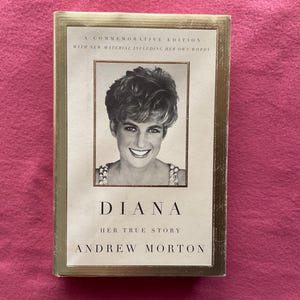 A COMMEMORATIVE EDITION
WITH NEW MATERIAL INCLUDING HER OWN WORDS
DIANA
HER TRUE STORY
ANDREW MORTON